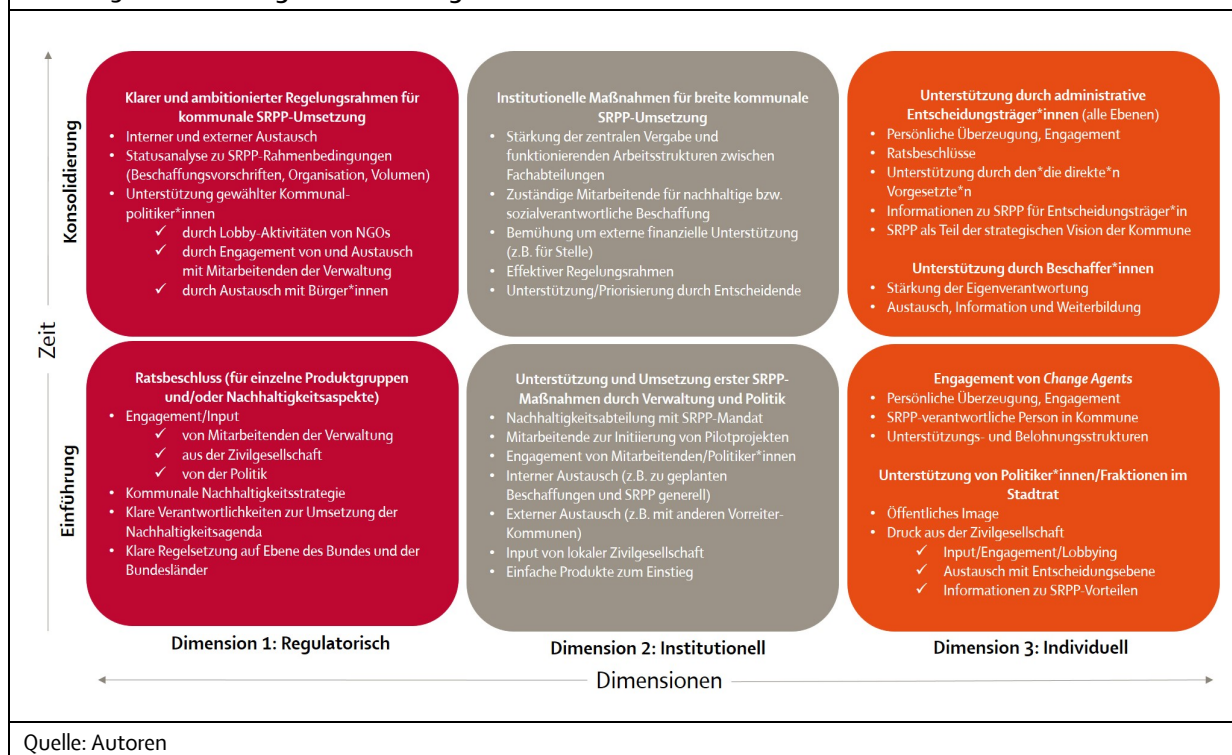 Konsolidierung
Zeit
Einführung
Klarer und ambitionierter Regelungsrahmen für
kommunale SRPP-Umsetzung
• Interner und externer Austausch
• Statusanalyse zu SRPP-Rahmenbedingungen
(Beschaffungsvorschriften, Organisation, Volumen)
• Unterstützung gewählter Kommunal-
politiker*innen
✓ durch Lobby-Aktivitäten von NGOs
✓ durch Engagement von und Austausch
mit Mitarbeitenden der Verwaltung
✓ durch Austausch mit Bürger*innen
Institutionelle Maßnahmen für breite kommunale
SRPP-Umsetzung
• Stärkung der zentralen Vergabe und
funktionierenden Arbeitsstrukturen zwischen
Fachabteilungen
• Zuständige Mitarbeitende für nachhaltige bzw.
sozialverantwortliche Beschaffung
• Bemühung um externe finanzielle Unterstützung
(z.B. für Stelle)
• Effektiver Regelungsrahmen
• Unterstützung/Priorisierung durch Entscheidende
Unterstützung durch administrative
Entscheidungsträger*innen (alle Ebenen)
• Persönliche Überzeugung, Engagement
• Ratsbeschlüsse
• Unterstützung durch den*die direkte*n
Vorgesetzte*n
• Informationen zu SRPP für Entscheidungsträger*in
• SRPP als Teil der strategischen Vision der Kommune
Unterstützung durch Beschaffer*innen
• Stärkung der Eigenverantwortung
• Austausch, Information und Weiterbildung
Ratsbeschluss (für einzelne Produktgruppen
und/oder Nachhaltigkeitsaspekte)
• Engagement/Input
✓ von Mitarbeitenden der Verwaltung
✓ aus der Zivilgesellschaft
✓ von der Politik
• Kommunale Nachhaltigkeitsstrategie
• Klare Verantwortlichkeiten zur Umsetzung der
Nachhaltigkeitsagenda
• Klare Regelsetzung auf Ebene des Bundes und der
Bundesländer
Unterstützung und Umsetzung erster SRPP-
Maßnahmen durch Verwaltung und Politik
• Nachhaltigkeitsabteilung mit SRPP-Mandat
• Mitarbeitende zur Initiierung von Pilotprojekten
• Engagement von Mitarbeitenden/Politiker*innen
• Interner Austausch (z.B. zu geplanten
Beschaffungen und SRPP generell)
• Externer Austausch (z.B. mit anderen Vorreiter-
Kommunen)
• Input von lokaler Zivilgesellschaft
• Einfache Produkte zum Einstieg
Engagement von Change Agents
• Persönliche Überzeugung, Engagement
• SRPP-verantwortliche Person in Kommune
• Unterstützungs- und Belohnungsstrukturen
Unterstützung von Politiker*innen/Fraktionen im
Stadtrat
• Öffentliches Image
• Druck aus der Zivilgesellschaft
✓ Input/Engagement/Lobbying
✓ Austausch mit Entscheidungsebene
✓ Informationen zu SRPP-Vorteilen
Dimension 1: Regulatorisch
Dimension 2: Institutionell
Dimension 3: Individuell
Dimensionen
Quelle: Autoren